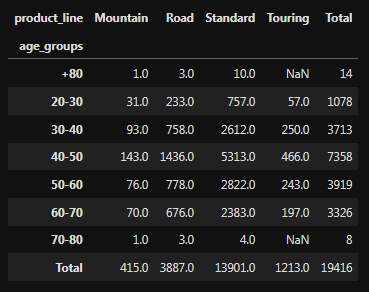 product_line Mountain Road Standard Touring Total
age_groups
+80 1.0 3.0 10.0 NaN 14
20-30 31.0 233.0 757.0 57.0 1078
30-40 93.0 758.0 2612.0 250.0 3713
40-50 143.0 1436.0 5313.0 466.0 7358
50-60 76.0 778.0 2822.0 243.0 3919
60-70 70.0 676.0 2383.0 197.0 3326
70-80 1.0 3.0 4.0 NaN 8
Total 415.0 3887.0 13901.0 1213.0 19416